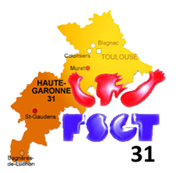 Blagnac
Colomiers
TOULOUSE
Muret
HAUTE-
GARONNE
31
St-Gaudens
FSGT
Bagnères-
de-Luchon
31